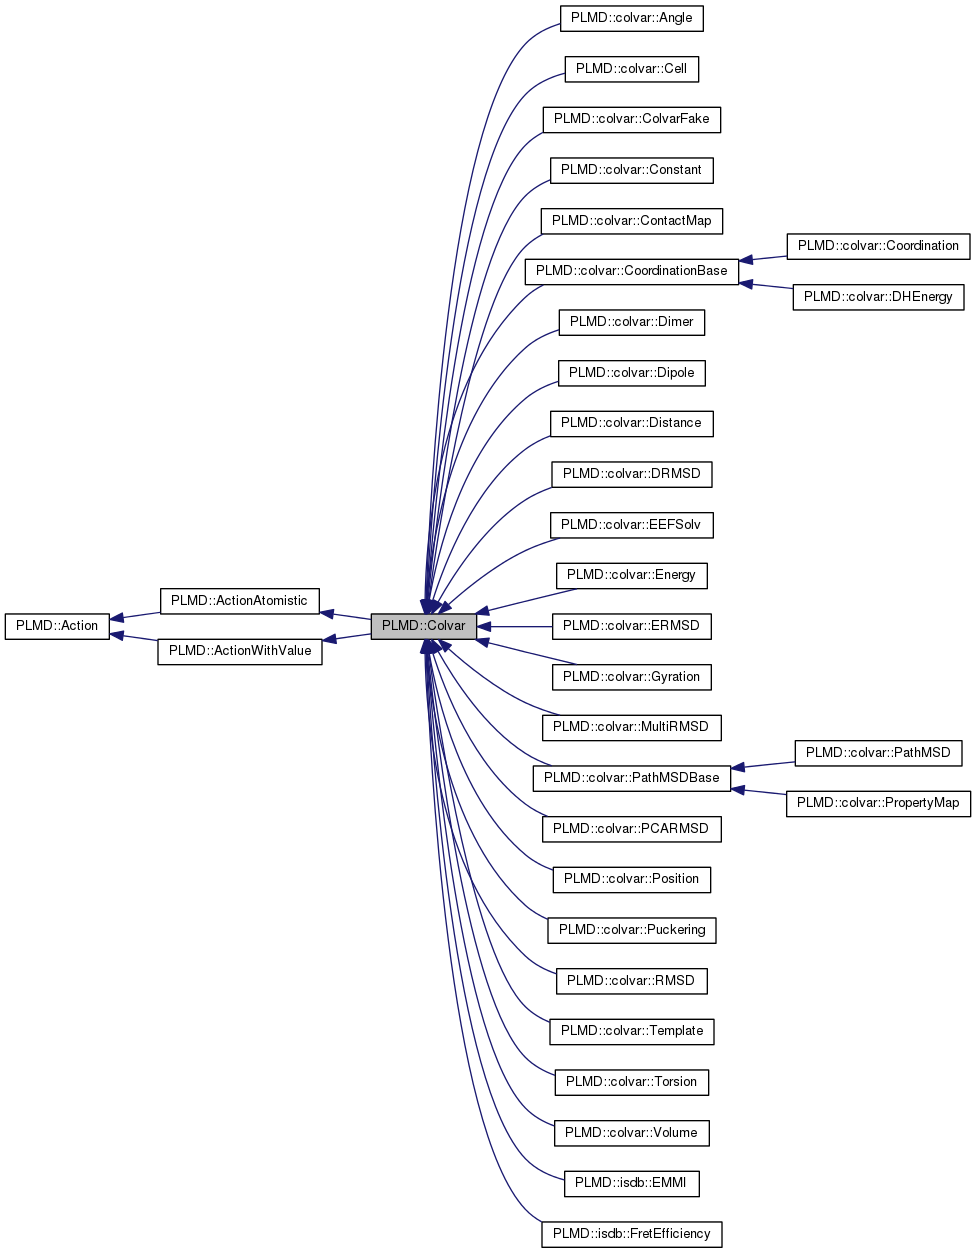 PLMD::colvar::Angle
PLMD::colvar::Cell
PLMD::colvar::ColvarFake
PLMD::colvar::Constant
PLMD::colvar::ContactMap
PLMD::colvar::Coordination
PLMD::colvar::CoordinationBase
PLMD::colvar::DHEnergy
PLMD::colvar::Dimer
PLMD::colvar::Dipole
PLMD::colvar::Distance
PLMD::colvar::DRMSD
PLMD::colvar::EEFSolv
PLMD::colvar::Energy
PLMD::ActionAtomistic
PLMD::Action
PLMD::Colvar
PLMD::colvar::ERMSD
PLMD::ActionWithValue
PLMD::colvar::Gyration
PLMD::colvar::MultiRMSD
PLMD::colvar::PathMSD
PLMD::colvar::PathMSDBase
PLMD::colvar::PropertyMap
PLMD::colvar::PCARMSD
PLMD::colvar::Position
PLMD::colvar::Puckering
PLMD::colvar::RMSD
PLMD::colvar::Template
PLMD::colvar::Torsion
PLMD::colvar::Volume
PLMD::isdb::EMMI
PLMD::isdb::FretEfficiency